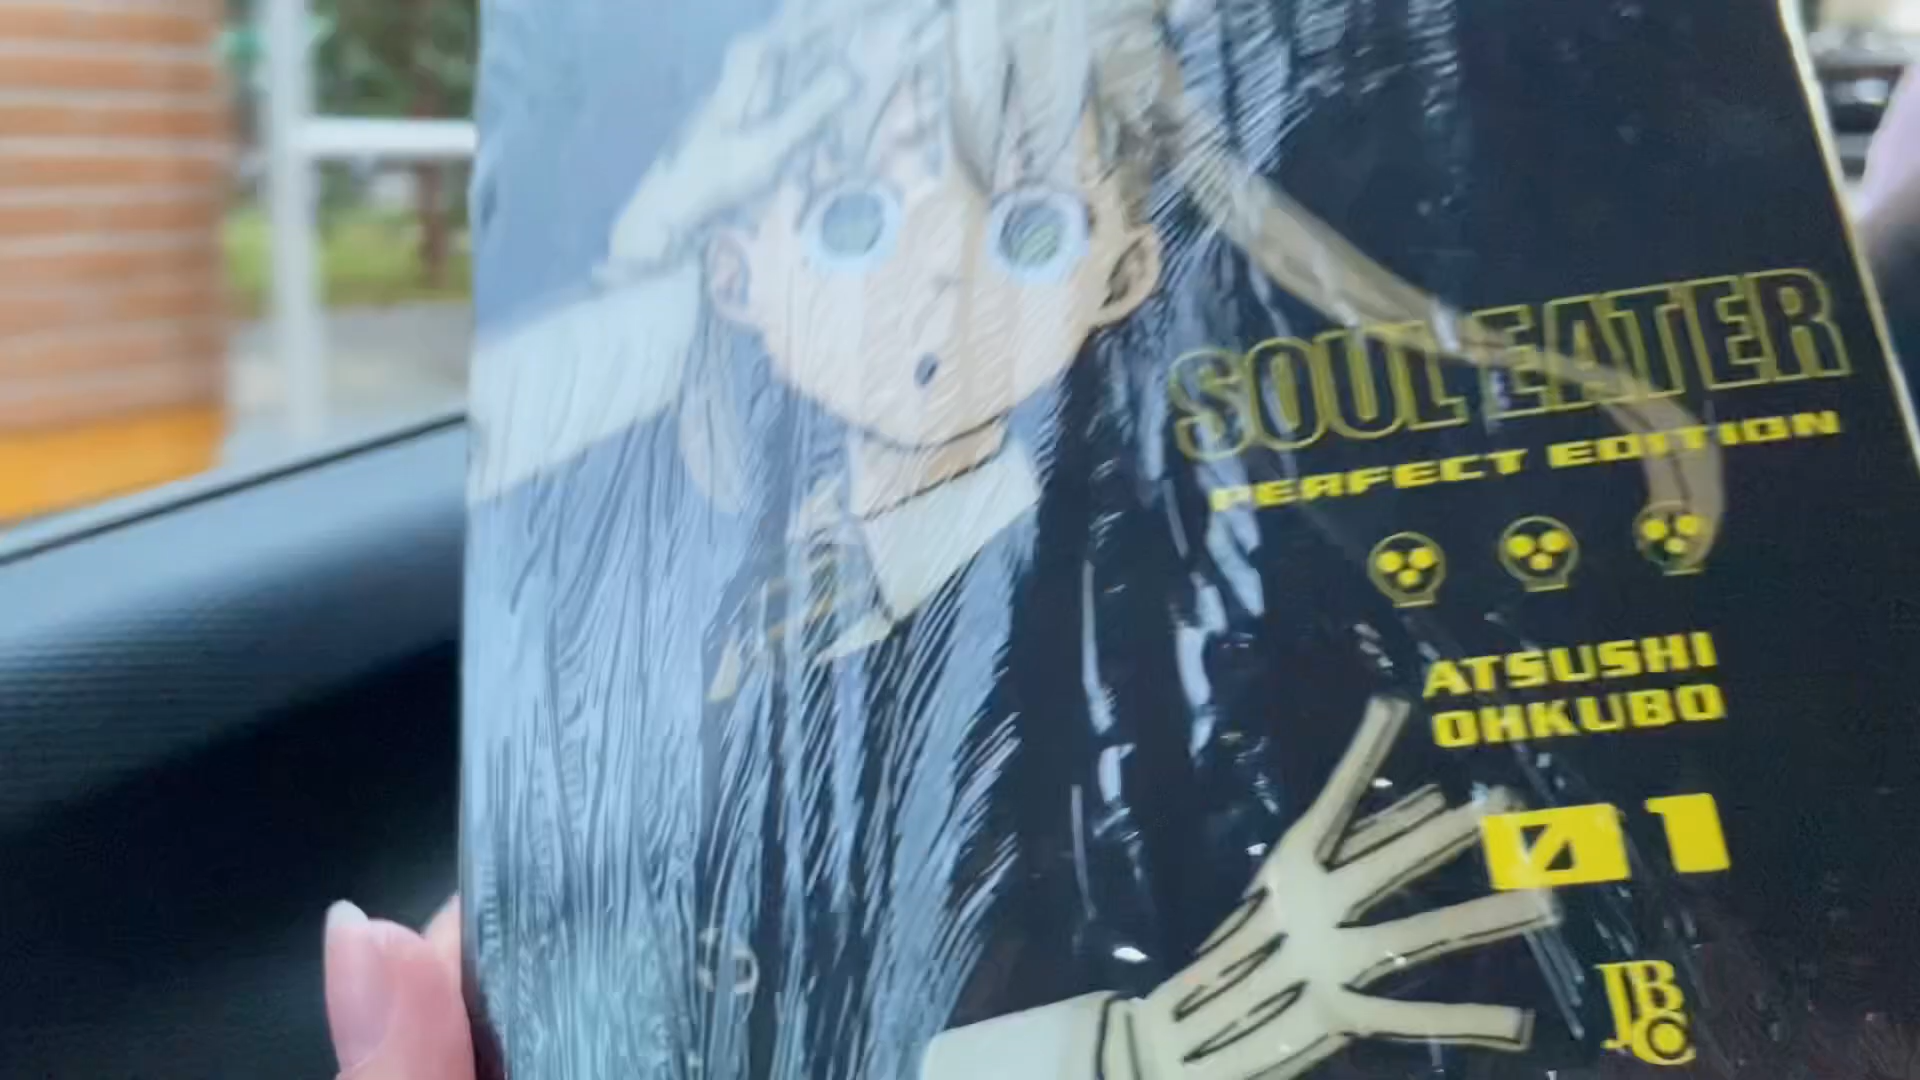 SOUL EATER
PERFECT EDITION
ATSUSHI
OHKUBO
01
JBC